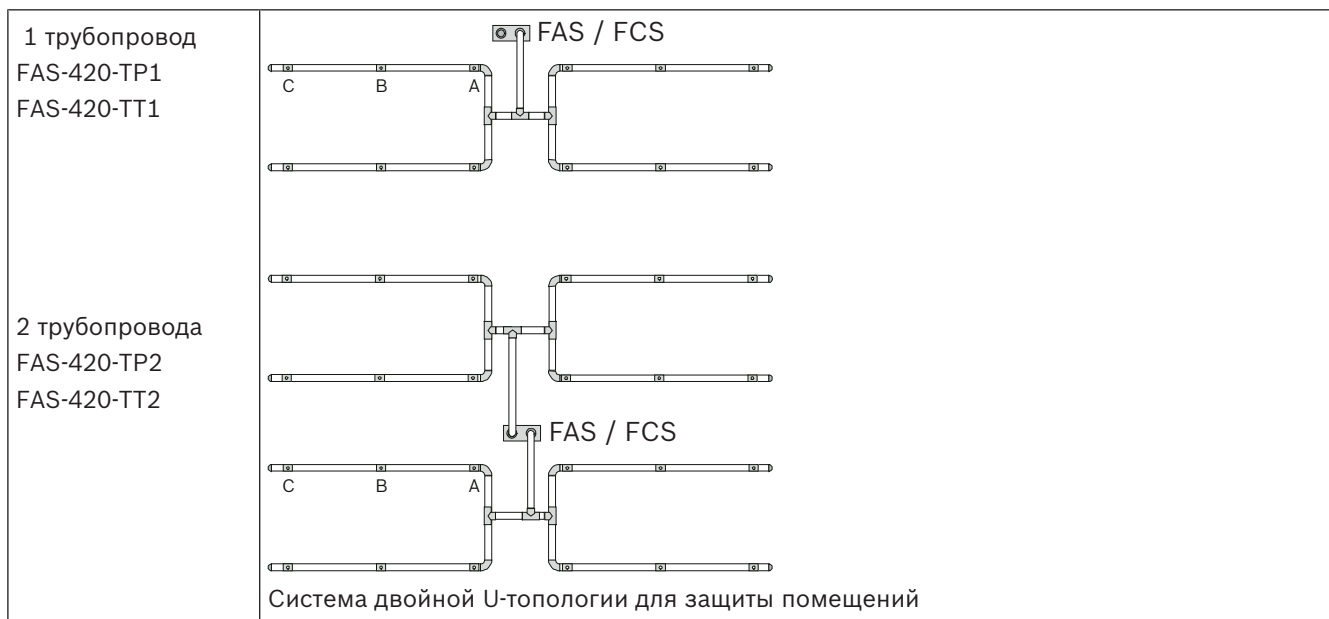 1 трубопровод
FAS-420-TP1
FAS-420-TT1
FAS / FCS
C B A
2 трубопровода
FAS-420-TP2
FAS-420-TT2
FAS / FCS
C B A
Система двойной U-топологии для защиты помещений